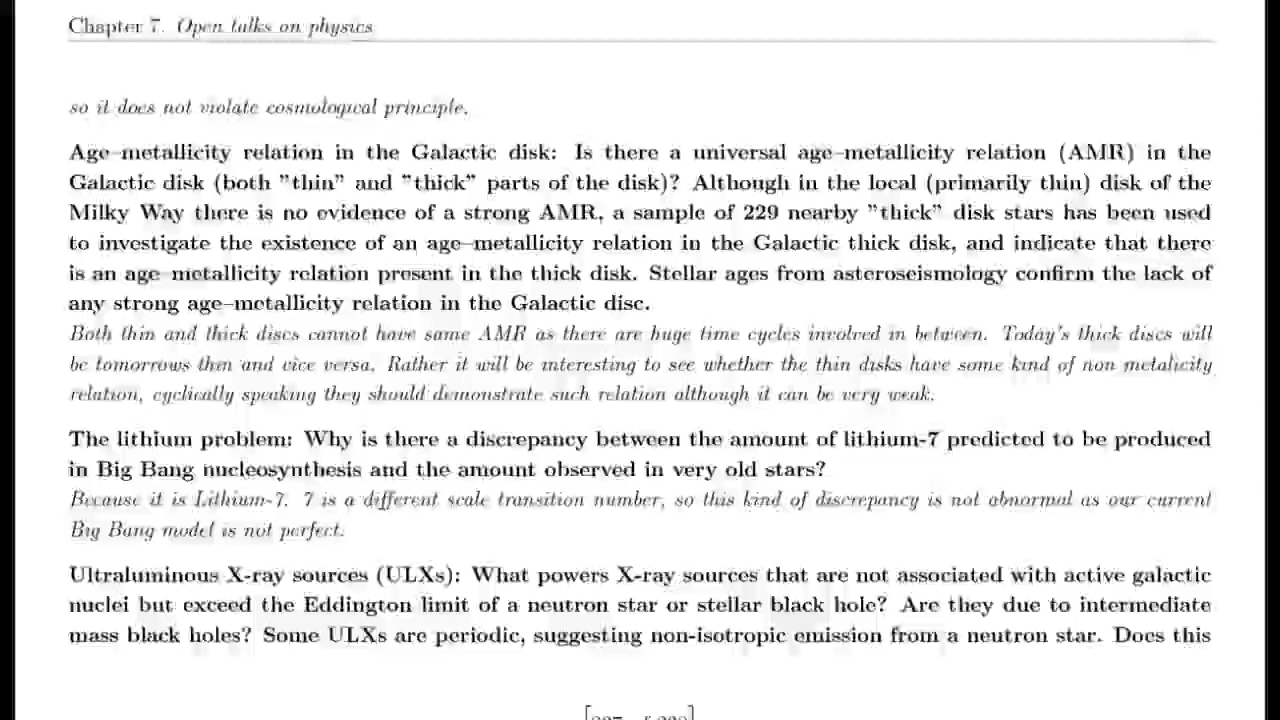 Chapter 7. Open talks on physics
so it does not violate cosmological principle.
Age–metallicity relation in the Galactic disk: Is there a universal age–metallicity relation (AMR) in the
Galactic disk (both "thin" and "thick" parts of the disk)? Although in the local (primarily thin) disk of the
Milky Way there is no evidence of a strong AMR, a sample of 229 nearby "thick" disk stars has been used
to investigate the existence of an age–metallicity relation in the Galactic thick disk, and indicate that there
is an age–metallicity relation present in the thick disk. Stellar ages from asteroseismology confirm the lack of
any strong age–metallicity relation in the Galactic disc.
Both thin and thick discs cannot have same AMR as there are huge time cycles involved in between. Today's thick discs will
be tomorrows thin and vice versa. Rather it will be interesting to see whether the thin disks have some kind of non metalicity
relation, cyclically speaking they should demonstrate such relation although it can be very weak.
The lithium problem: Why is there a discrepancy between the amount of lithium-7 predicted to be produced
in Big Bang nucleosynthesis and the amount observed in very old stars?
Because it is Lithium-7. 7 is a different scale transition number, so this kind of discrepancy is not abnormal as our current
Big Bang model is not perfect.
Ultraluminous X-ray sources (ULXs): What powers X-ray sources that are not associated with active galactic
nuclei but exceed the Eddington limit of a neutron star or stellar black hole? Are they due to intermediate
mass black holes? Some ULXs are periodic, suggesting non-isotropic emission from a neutron star. Does this